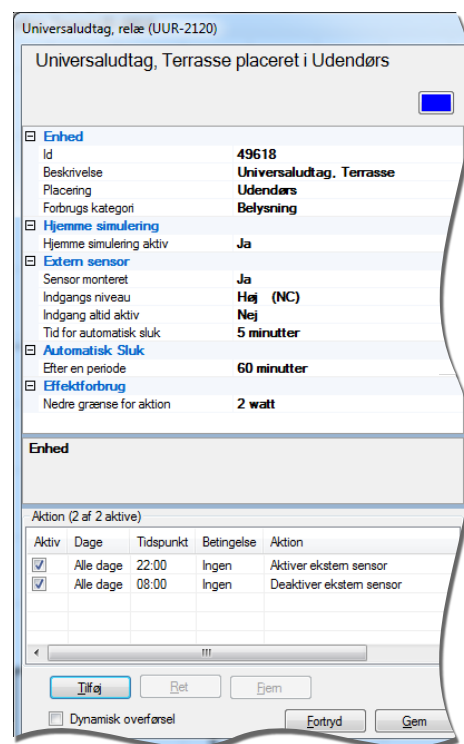 Universaludtag, relæ (UUR-2120)
Universaludtag, Terrasse placeret i Udendørs
Enhed
Id 49618
Beskrivelse Universaludtag, Terrasse
Placering Udendørs
Forbrugs kategori Belysning
Hjemme simulering
Hjemme simulering aktiv Ja
Extern sensor
Sensor monteret Ja
Indgangs niveau Høj (NC)
Indgang altid aktiv Nej
Tid for automatisk sluk 5 minutter
Automatisk Sluk
Efter en periode 60 minutter
Effektforbrug
Nedre grænse for aktion 2 watt
Enhed
Aktion (2 af 2 aktive)
Aktiv Dage Tidspunkt Betingelse Aktion
Alle dage 22:00 Ingen Aktiver ekstern sensor
Alle dage 08:00 Ingen Deaktiver ekstern sensor
Tilføj Ret Fjern
Dynamisk overførsel Fortryd Gem